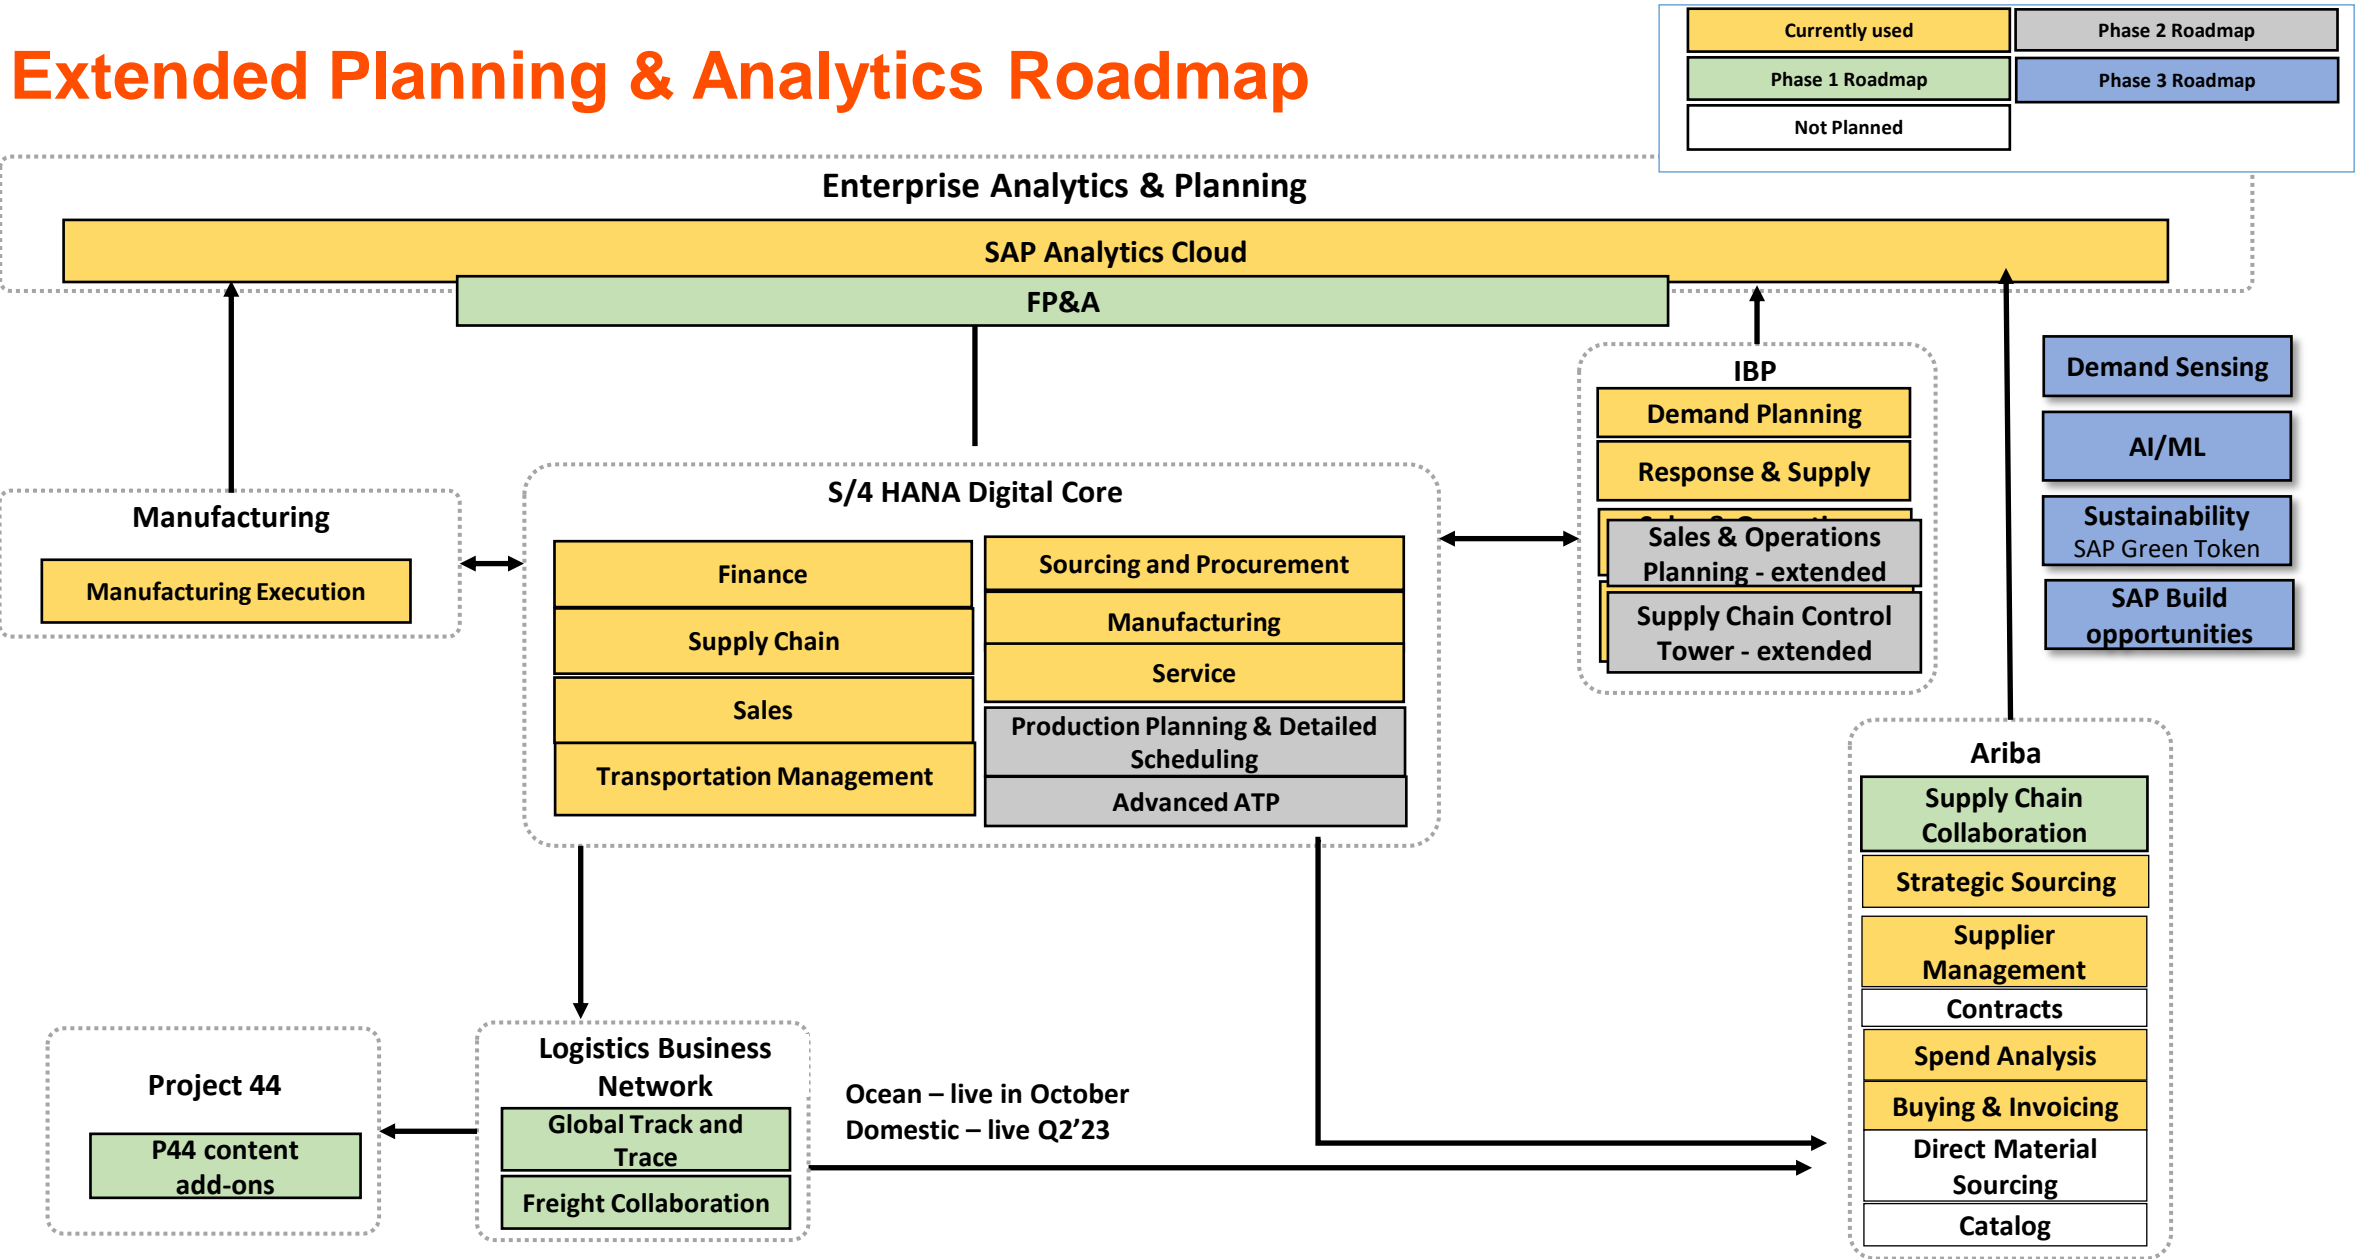 Extended Planning & Analytics Roadmap
Currently used
Phase 2 Roadmap
Phase 1 Roadmap
Phase 3 Roadmap
Not Planned
Enterprise Analytics & Planning
SAP Analytics Cloud
FP&A
IBP
Demand Planning
Response & Supply
Sales & Operations
Planning - extended
Supply Chain Control
Tower - extended
Demand Sensing
AI/ML
Sustainability
SAP Green Token
SAP Build
opportunities
Manufacturing
Manufacturing Execution
S/4 HANA Digital Core
Finance
Supply Chain
Sales
Transportation Management
Sourcing and Procurement
Manufacturing
Service
Production Planning & Detailed
Scheduling
Advanced ATP
Ariba
Supply Chain
Collaboration
Strategic Sourcing
Supplier
Management
Contracts
Spend Analysis
Buying & Invoicing
Direct Material
Sourcing
Catalog
Project 44
P44 content
add-ons
Logistics Business
Network
Global Track and
Trace
Freight Collaboration
Ocean – live in October
Domestic – live Q2’23